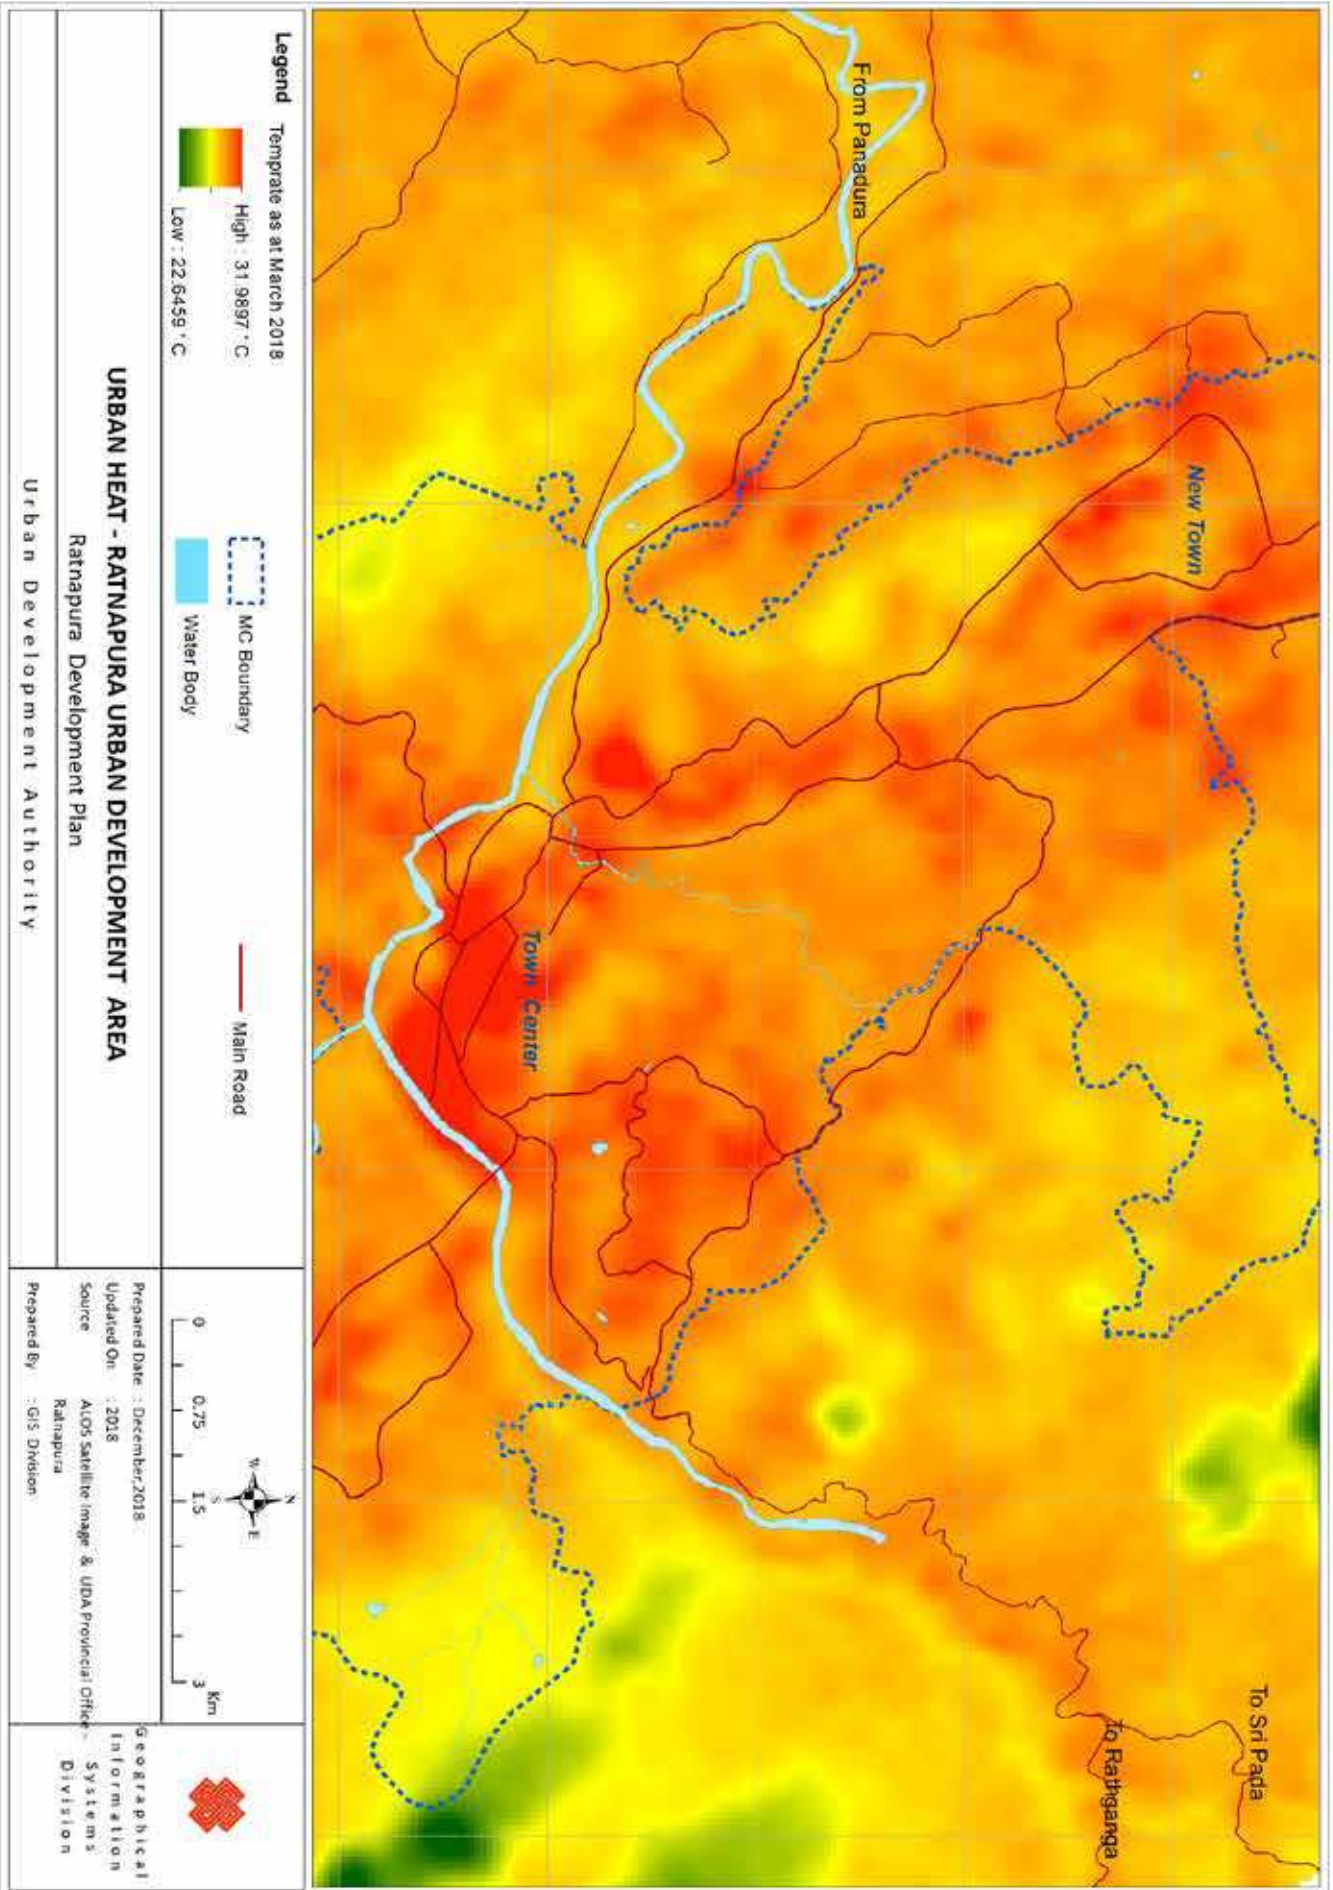 To Sri Pada
To Rathganga
New Town
From Panadura
Town Center
Legend
Temprate as at March 2018
High : 31.9897 ° C
Low : 22.6459 ° C
MC Boundary
Water Body
Main Road
N
W
E
S
0 0.75 1.5 3
Km
URBAN HEAT - RATNAPURA URBAN DEVELOPMENT AREA
Ratnapura Development Plan
Urban Development Authority
Prepared Date : December,2018
Updated On : 2018
Source ALOS Satellite Image & UDA Provincial Office -
Ratnapura
Prepared By : GIS Division
Geographical
Information
Systems
Division